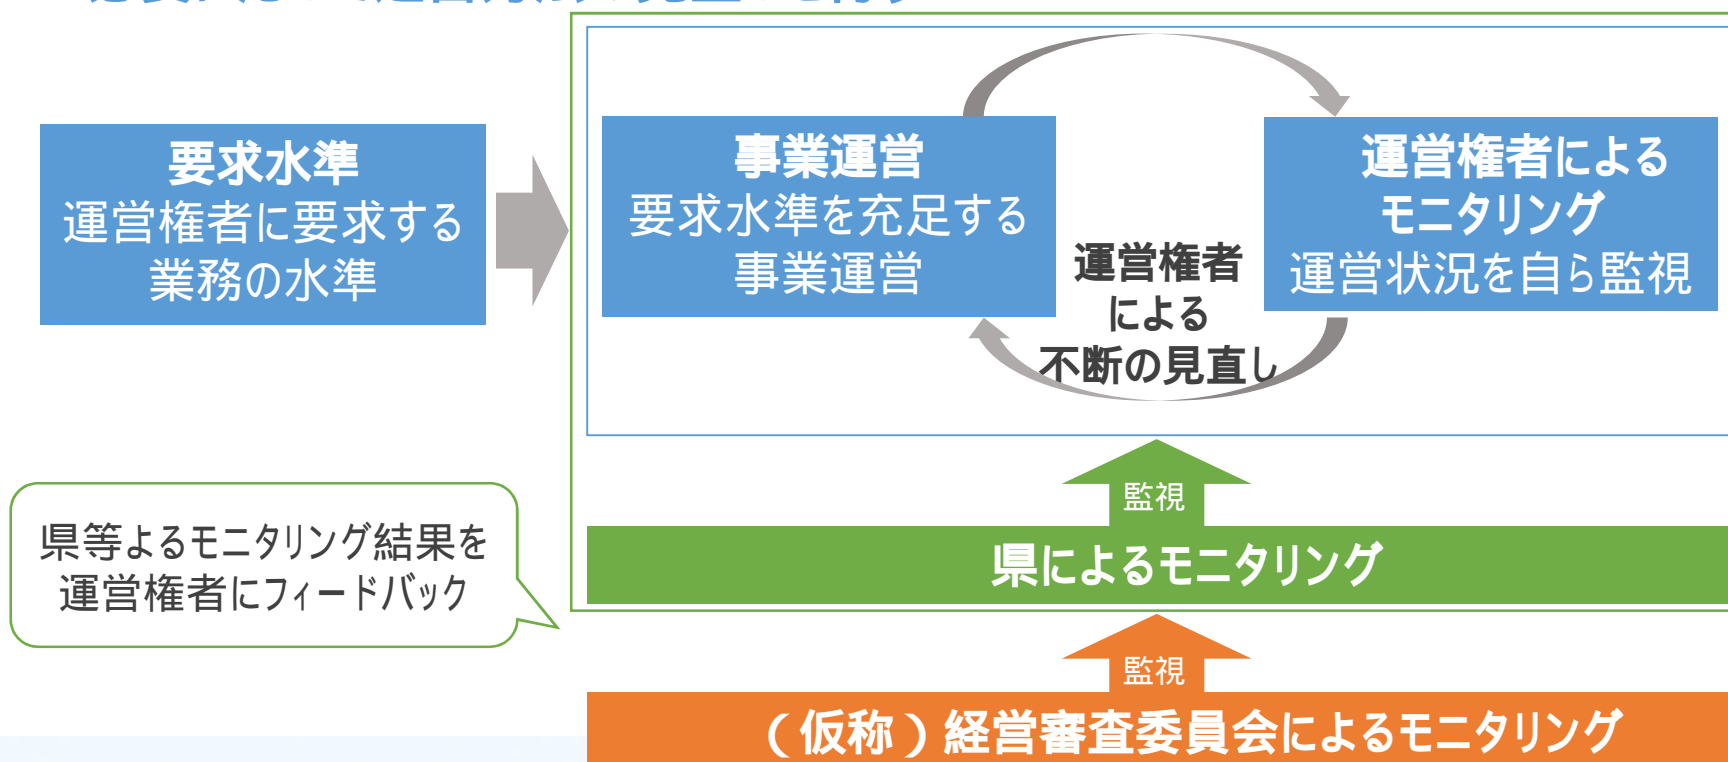 要求水準
運営権者に要求する
業務の水準
事業運営
要求水準を充足する
事業運営
運営権者
による
不断の見直し
運営権者による
モニタリング
運営状況を自ら監視
監視
県によるモニタリング
県等よるモニタリング結果を
運営権者にフィードバック
監視
(仮称)経営審査委員会によるモニタリング